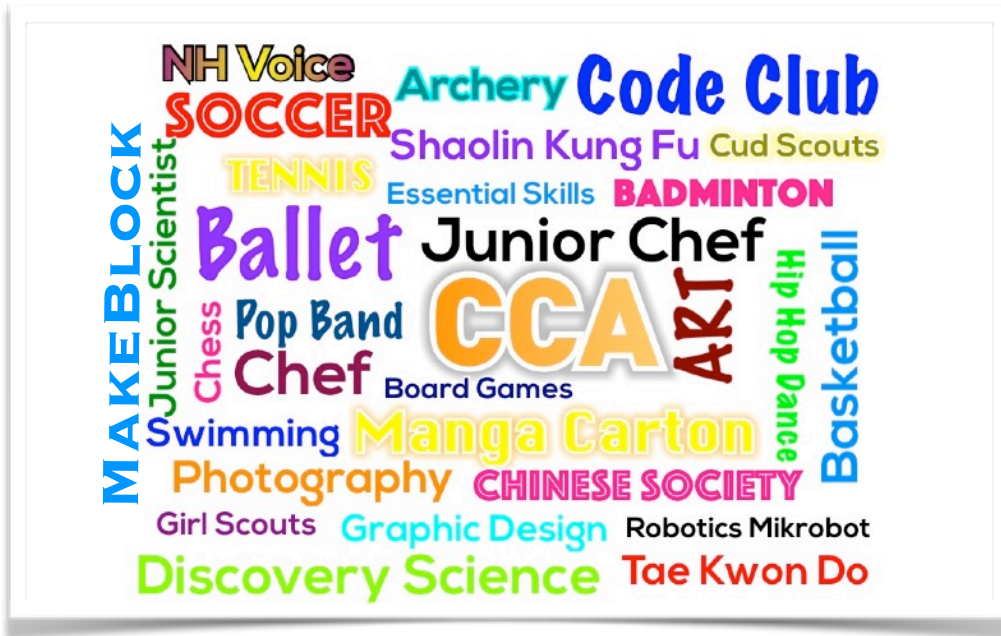 NH Voice
Archery
Code Club
SOCCER
Shaolin Kung Fu
Cud Scouts
TENNIS
Essential Skills
BADMINTON
MAKEBLOCK
Junior Scientist
Ballet
Junior Chef
CCA
ART
Hip Hop Dance
Basketball
Chess
Pop Band
Chef
Board Games
Swimming
Manga Carton
Photography
CHINESE SOCIETY
Girl Scouts
Graphic Design
Robotics Mikrobot
Discovery Science
Tae Kwon Do